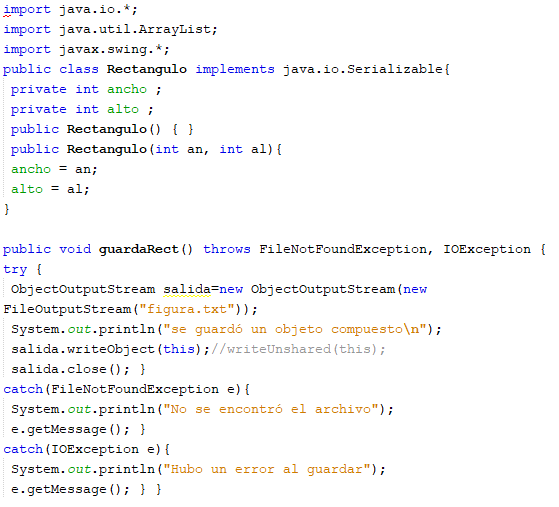 import java.io.*;
import java.util.ArrayList;
import javax.swing.*;
public class Rectangulo implements java.io.Serializable{
private int ancho ;
private int alto ;
public Rectangulo() { }
public Rectangulo(int an, int al){
ancho = an;
alto = al;
}
public void guardaRect() throws FileNotFoundException, IOException {
try {
ObjectOutputStream salida=new ObjectOutputStream(new
FileOutputStream("figura.txt"));
System.out.println("se guardó un objeto compuesto\n");
salida.writeObject(this);//writeUnshared(this);
salida.close(); }
catch(FileNotFoundException e){
System.out.println("No se encontró el archivo");
e.getMessage(); }
catch(IOException e){
System.out.println("Hubo un error al guardar");
e.getMessage(); } }